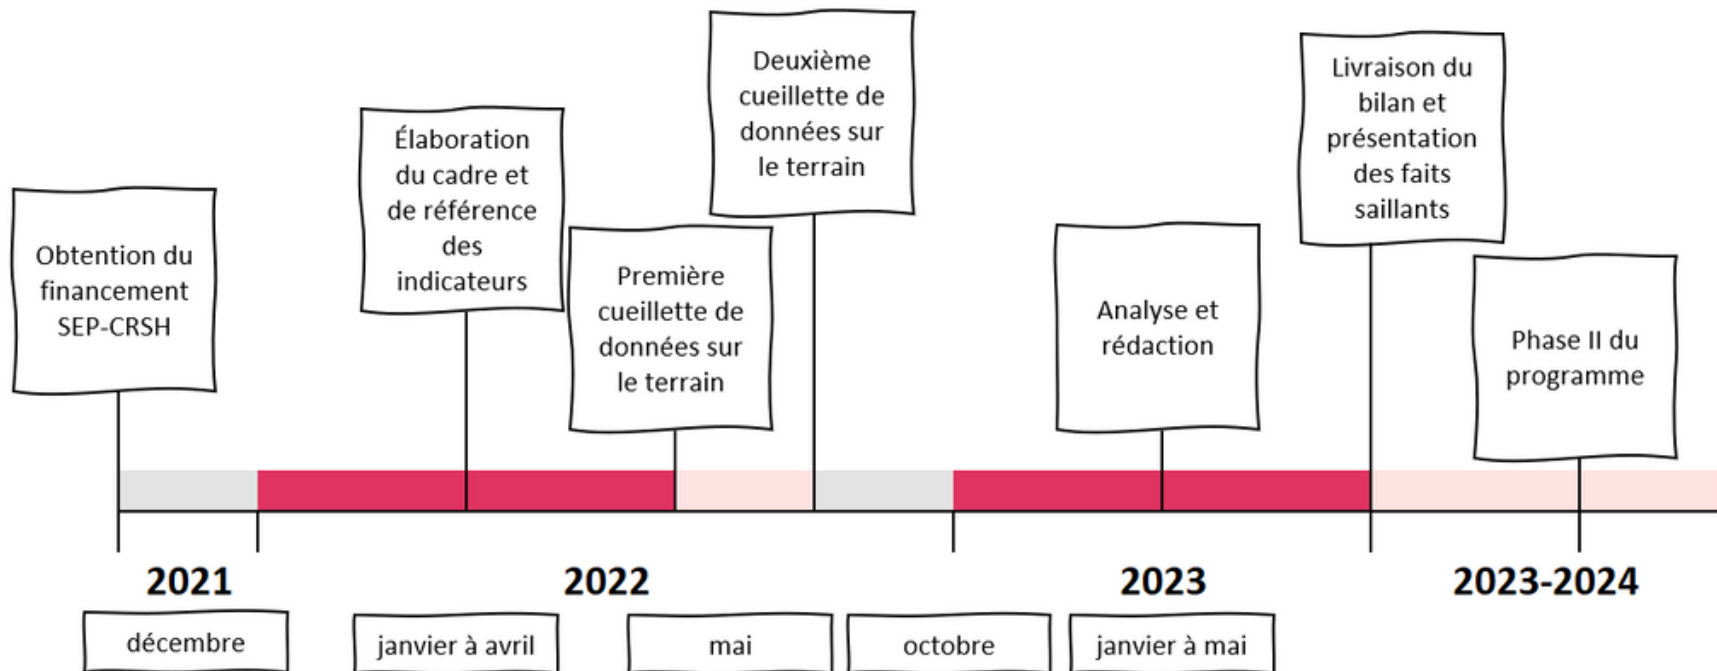 Obtention du
financement
SEP-CRSH
Élaboration
du cadre et
de référence
des
indicateurs
Première
cueillette de
données sur
le terrain
Deuxième
cueillette de
données sur
le terrain
Analyse et
rédaction
Livraison du
bilan et
présentation
des faits
saillants
Phase II du
programme
2021
2022
2023
2023-2024
décembre
janvier à avril
mai
octobre
janvier à mai